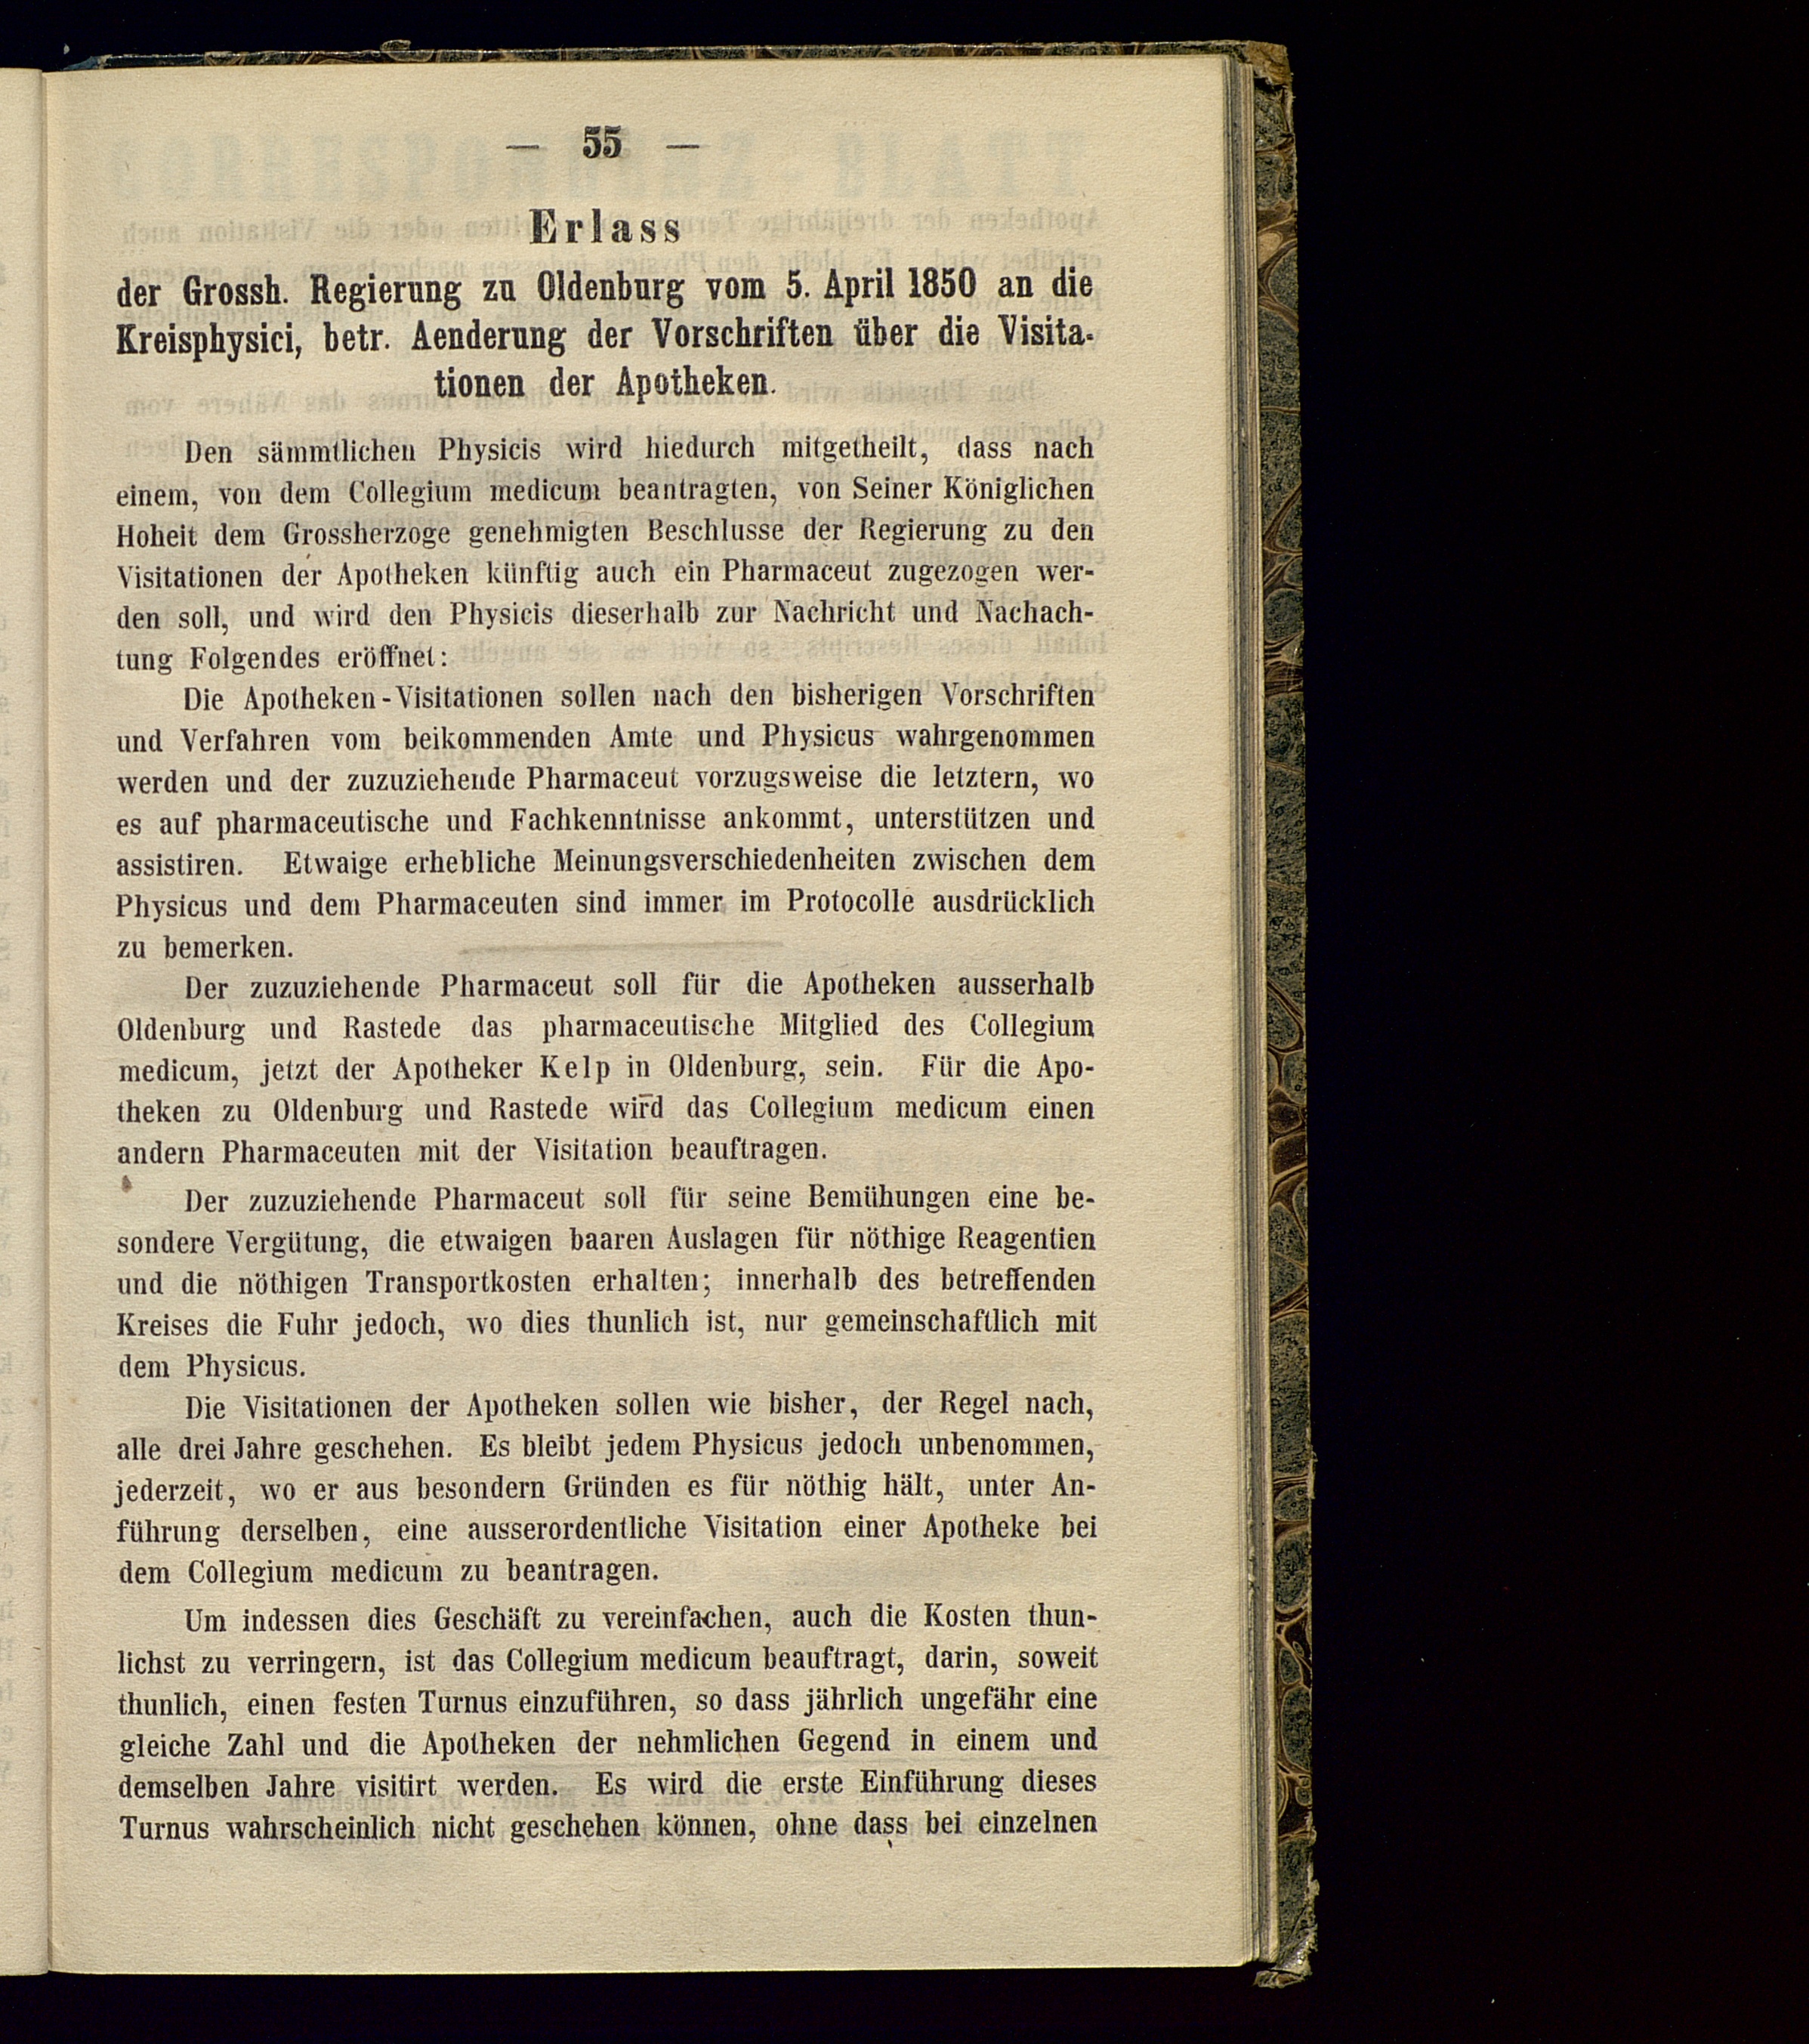 — 55 —
Erlass
der Grossh. Regierung zu Oldenburg vom 5. April 1850 an die
Kreisphysici, betr. Aenderung der Vorschriften über die Visita-
tionen der Apotheken.
Den sämmtlichen Physicis wird hiedurch mitgetheilt, dass nach
einem, von dem Collegium medicum beantragten, von Seiner Königlichen
Hoheit dem Grossherzoge genehmigten Beschlusse der Regierung zu den
Visitationen der Apotheken künftig auch ein Pharmaceut zugezogen wer-
den soll, und wird den Physicis dieserhalb zur Nachricht und Nachach-
tung Folgendes eröffnet:
Die Apotheken-Visitationen sollen nach den bisherigen Vorschriften
und Verfahren vom beikommenden Amte und Physicus wahrgenommen
werden und der zuzuziehende Pharmaceut vorzugsweise die letztern, wo
es auf pharmaceutische und Fachkenntnisse ankommt, unterstützen und
assistiren. Etwaige erhebliche Meinungsverschiedenheiten zwischen dem
Physicus und dem Pharmaceuten sind immer im Protocolle ausdrücklich
zu bemerken.
Der zuzuziehende Pharmaceut soll für die Apotheken ausserhalb
Oldenburg und Rastede das pharmaceutische Mitglied des Collegium
medicum, jetzt der Apotheker Kelp in Oldenburg, sein. Für die Apo-
theken zu Oldenburg und Rastede wird das Collegium medicum einen
andern Pharmaceuten mit der Visitation beauftragen.
Der zuzuziehende Pharmaceut soll für seine Bemühungen eine be-
sondere Vergütung, die etwaigen baaren Auslagen für nöthige Reagentien
und die nöthigen Transportkosten erhalten; innerhalb des betreffenden
Kreises die Fuhr jedoch, wo dies thunlich ist, nur gemeinschaftlich mit
dem Physicus.
Die Visitationen der Apotheken sollen wie bisher, der Regel nach,
alle drei Jahre geschehen. Es bleibt jedem Physicus jedoch unbenommen,
jederzeit, wo er aus besondern Gründen es für nöthig hält, unter An-
führung derselben, eine ausserordentliche Visitation einer Apotheke bei
dem Collegium medicum zu beantragen.
Um indessen dies Geschäft zu vereinfachen, auch die Kosten thun-
lichst zu verringern, ist das Collegium medicum beauftragt, darin, soweit
thunlich, einen festen Turnus einzuführen, so dass jährlich ungefähr eine
gleiche Zahl und die Apotheken der nehmlichen Gegend in einem und
demselben Jahre visitirt werden. Es wird die erste Einführung dieses
Turnus wahrscheinlich nicht geschehen können, ohne dass bei einzelnen